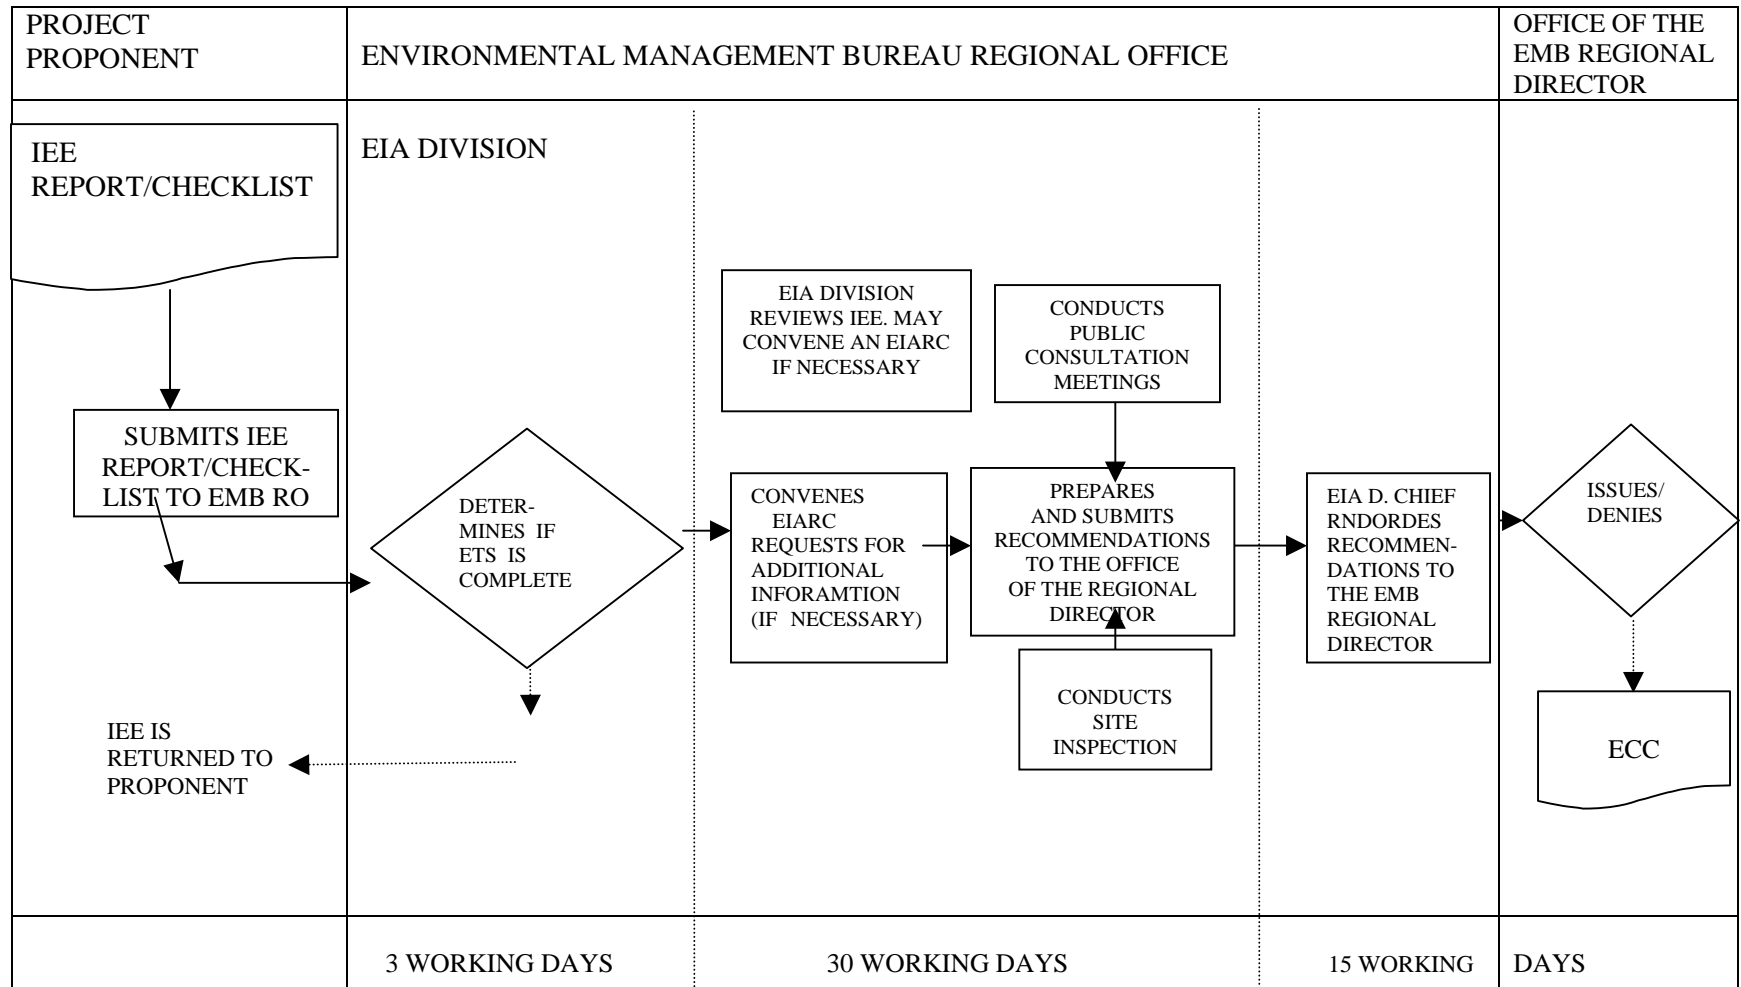 PROJECT
PROPONENT
ENVIRONMENTAL MANAGEMENT BUREAU REGIONAL OFFICE
OFFICE OF THE
EMB REGIONAL
DIRECTOR
IEE
REPORT/CHECKLIST
EIA DIVISION
SUBMITS IEE
REPORT/CHECK-
LIST TO EMB RO
DETER-
MINES IF
ETS IS
COMPLETE
IEE IS
RETURNED TO
PROPONENT
EIA DIVISION
REVIEWS IEE. MAY
CONVENE AN EIARC
IF NECESSARY
CONDUCTS
PUBLIC
CONSULTATION
MEETINGS
CONVENES
EIARC
REQUESTS FOR
ADDITIONAL
INFORAMTION
(IF NECESSARY)
PREPARES
AND SUBMITS
RECOMMENDATIONS
TO THE OFFICE
OF THE REGIONAL
DIRECTOR
CONDUCTS
SITE
INSPECTION
EIA D. CHIEF
RNDORDES
RECOMMEN-
DATIONS TO
THE EMB
REGIONAL
DIRECTOR
ISSUES/
DENIES
ECC
3 WORKING DAYS
30 WORKING DAYS
15 WORKING DAYS